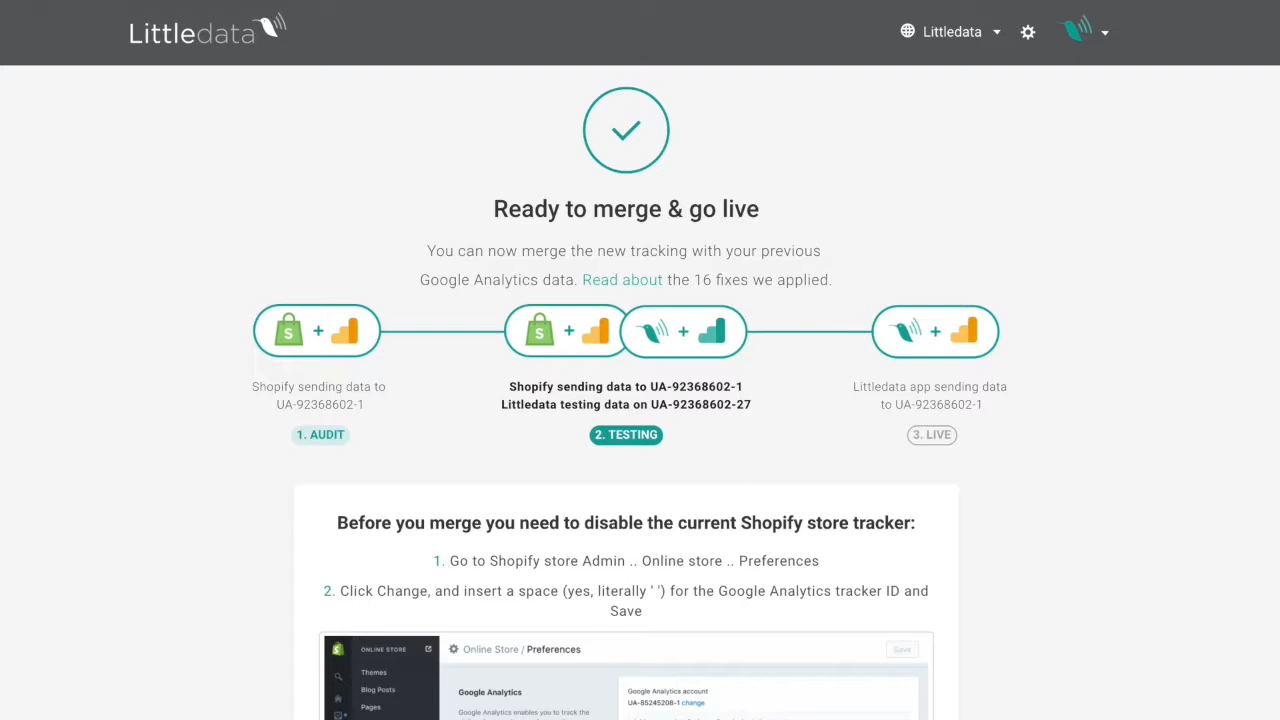 Littledata
Littledata
Ready to merge & go live
You can now merge the new tracking with your previous
Google Analytics data. Read about the 16 fixes we applied.
S + 
S + 
+
+
Shopify sending data to
UA-92368602-1
Shopify sending data to UA-92368602-1
Littledata testing data on UA-92368602-27
Littledata app sending data
to UA-92368602-1
1. AUDIT
2. TESTING
3. LIVE
Before you merge you need to disable the current Shopify store tracker:
1. Go to Shopify store Admin .. Online store .. Preferences
2. Click Change, and insert a space (yes, literally ' ') for the Google Analytics tracker ID and
Save
ONLINE STORE
Online Store / Preferences
Save
Themes
Blog Posts
Pages
Google Analytics
Google Analytics enables you to track the
Google Analytics account
UA-85245208-1 change